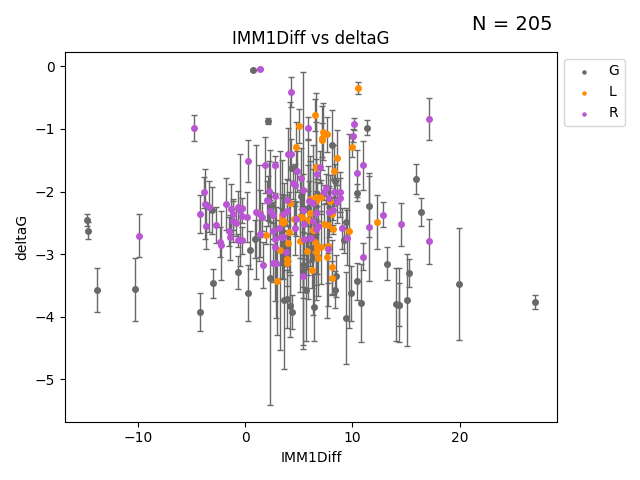 N = 205
IMM1Diff vs deltaG
G
L
R
0
−1
−2
−3
−4
−5
deltaG
−10 0 10 20
IMM1Diff